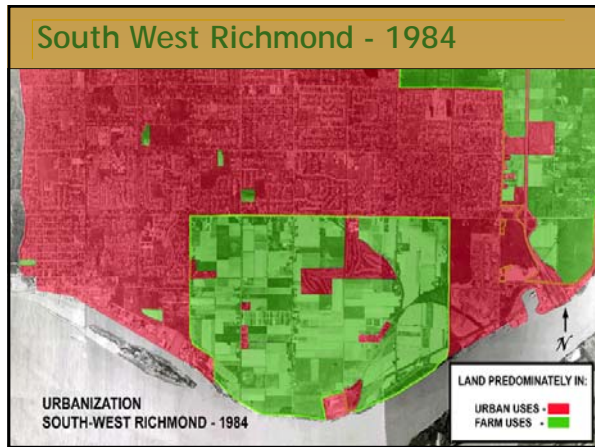 South West Richmond - 1984
URBANIZATION
SOUTH-WEST RICHMOND - 1984
N
LAND PREDOMINATELY IN:
URBAN USES -
FARM USES -